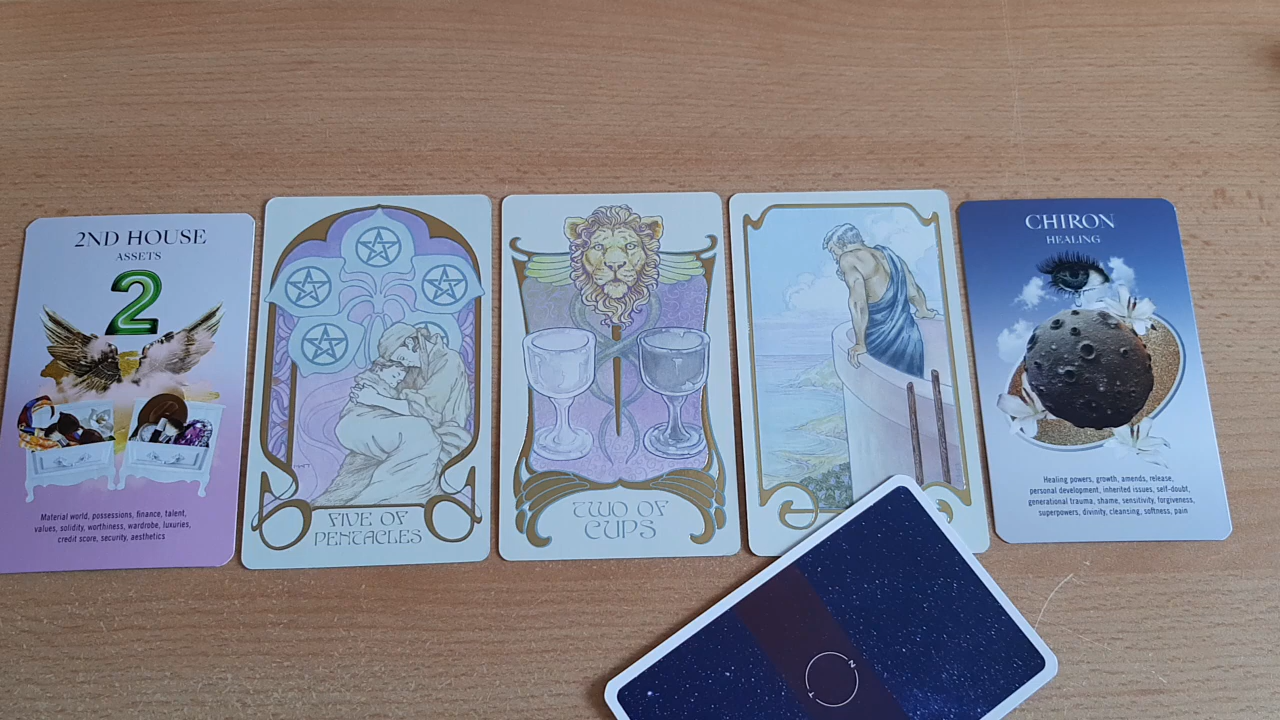 2ND HOUSE
ASSETS
2
Material world, possessions, finance, talent,
values, solidity, worthiness, wardrobe, luxuries,
credit score, security, aesthetics
FIVE OF
PENTACLES
TWO OF
CUPS
CHIRON
HEALING
Healing powers, growth, amends, release,
personal development, inherited issues, self-doubt,
generational trauma, shame, sensitivity, forgiveness,
superpowers, divinity, cleansing, softness, pain
N
T